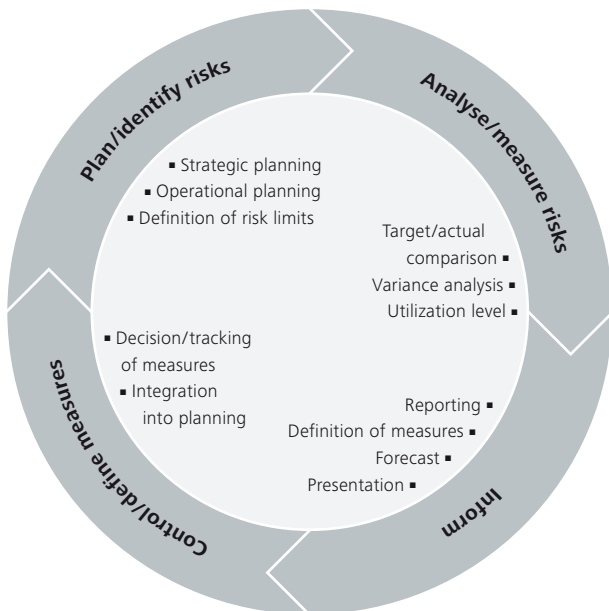 Plan/identify risks
▪ Strategic planning
▪ Operational planning
▪ Definition of risk limits
Analyse/measure risks
Target/actual
comparison ▪
Variance analysis ▪
Utilization level ▪
Inform
Reporting ▪
Definition of measures ▪
Forecast ▪
Presentation ▪
Control/define measures
▪ Decision/tracking
of measures
▪ Integration
into planning